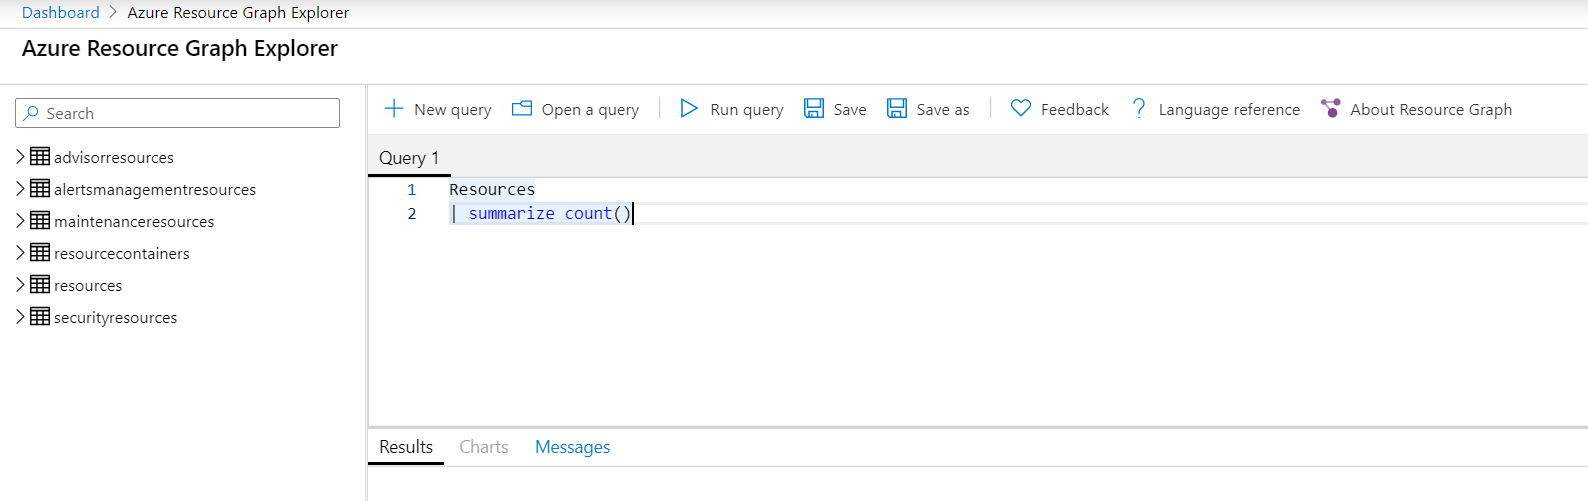 Dashboard > Azure Resource Graph Explorer
Azure Resource Graph Explorer
Search
New query Open a query Run query Save Save as Feedback ? Language reference About Resource Graph
advisorresources
alertsmanagementresources
maintenanceresources
resourcecontainers
resources
securityresources
Query 1
1 Resources
2 | summarize count()
Results Charts Messages